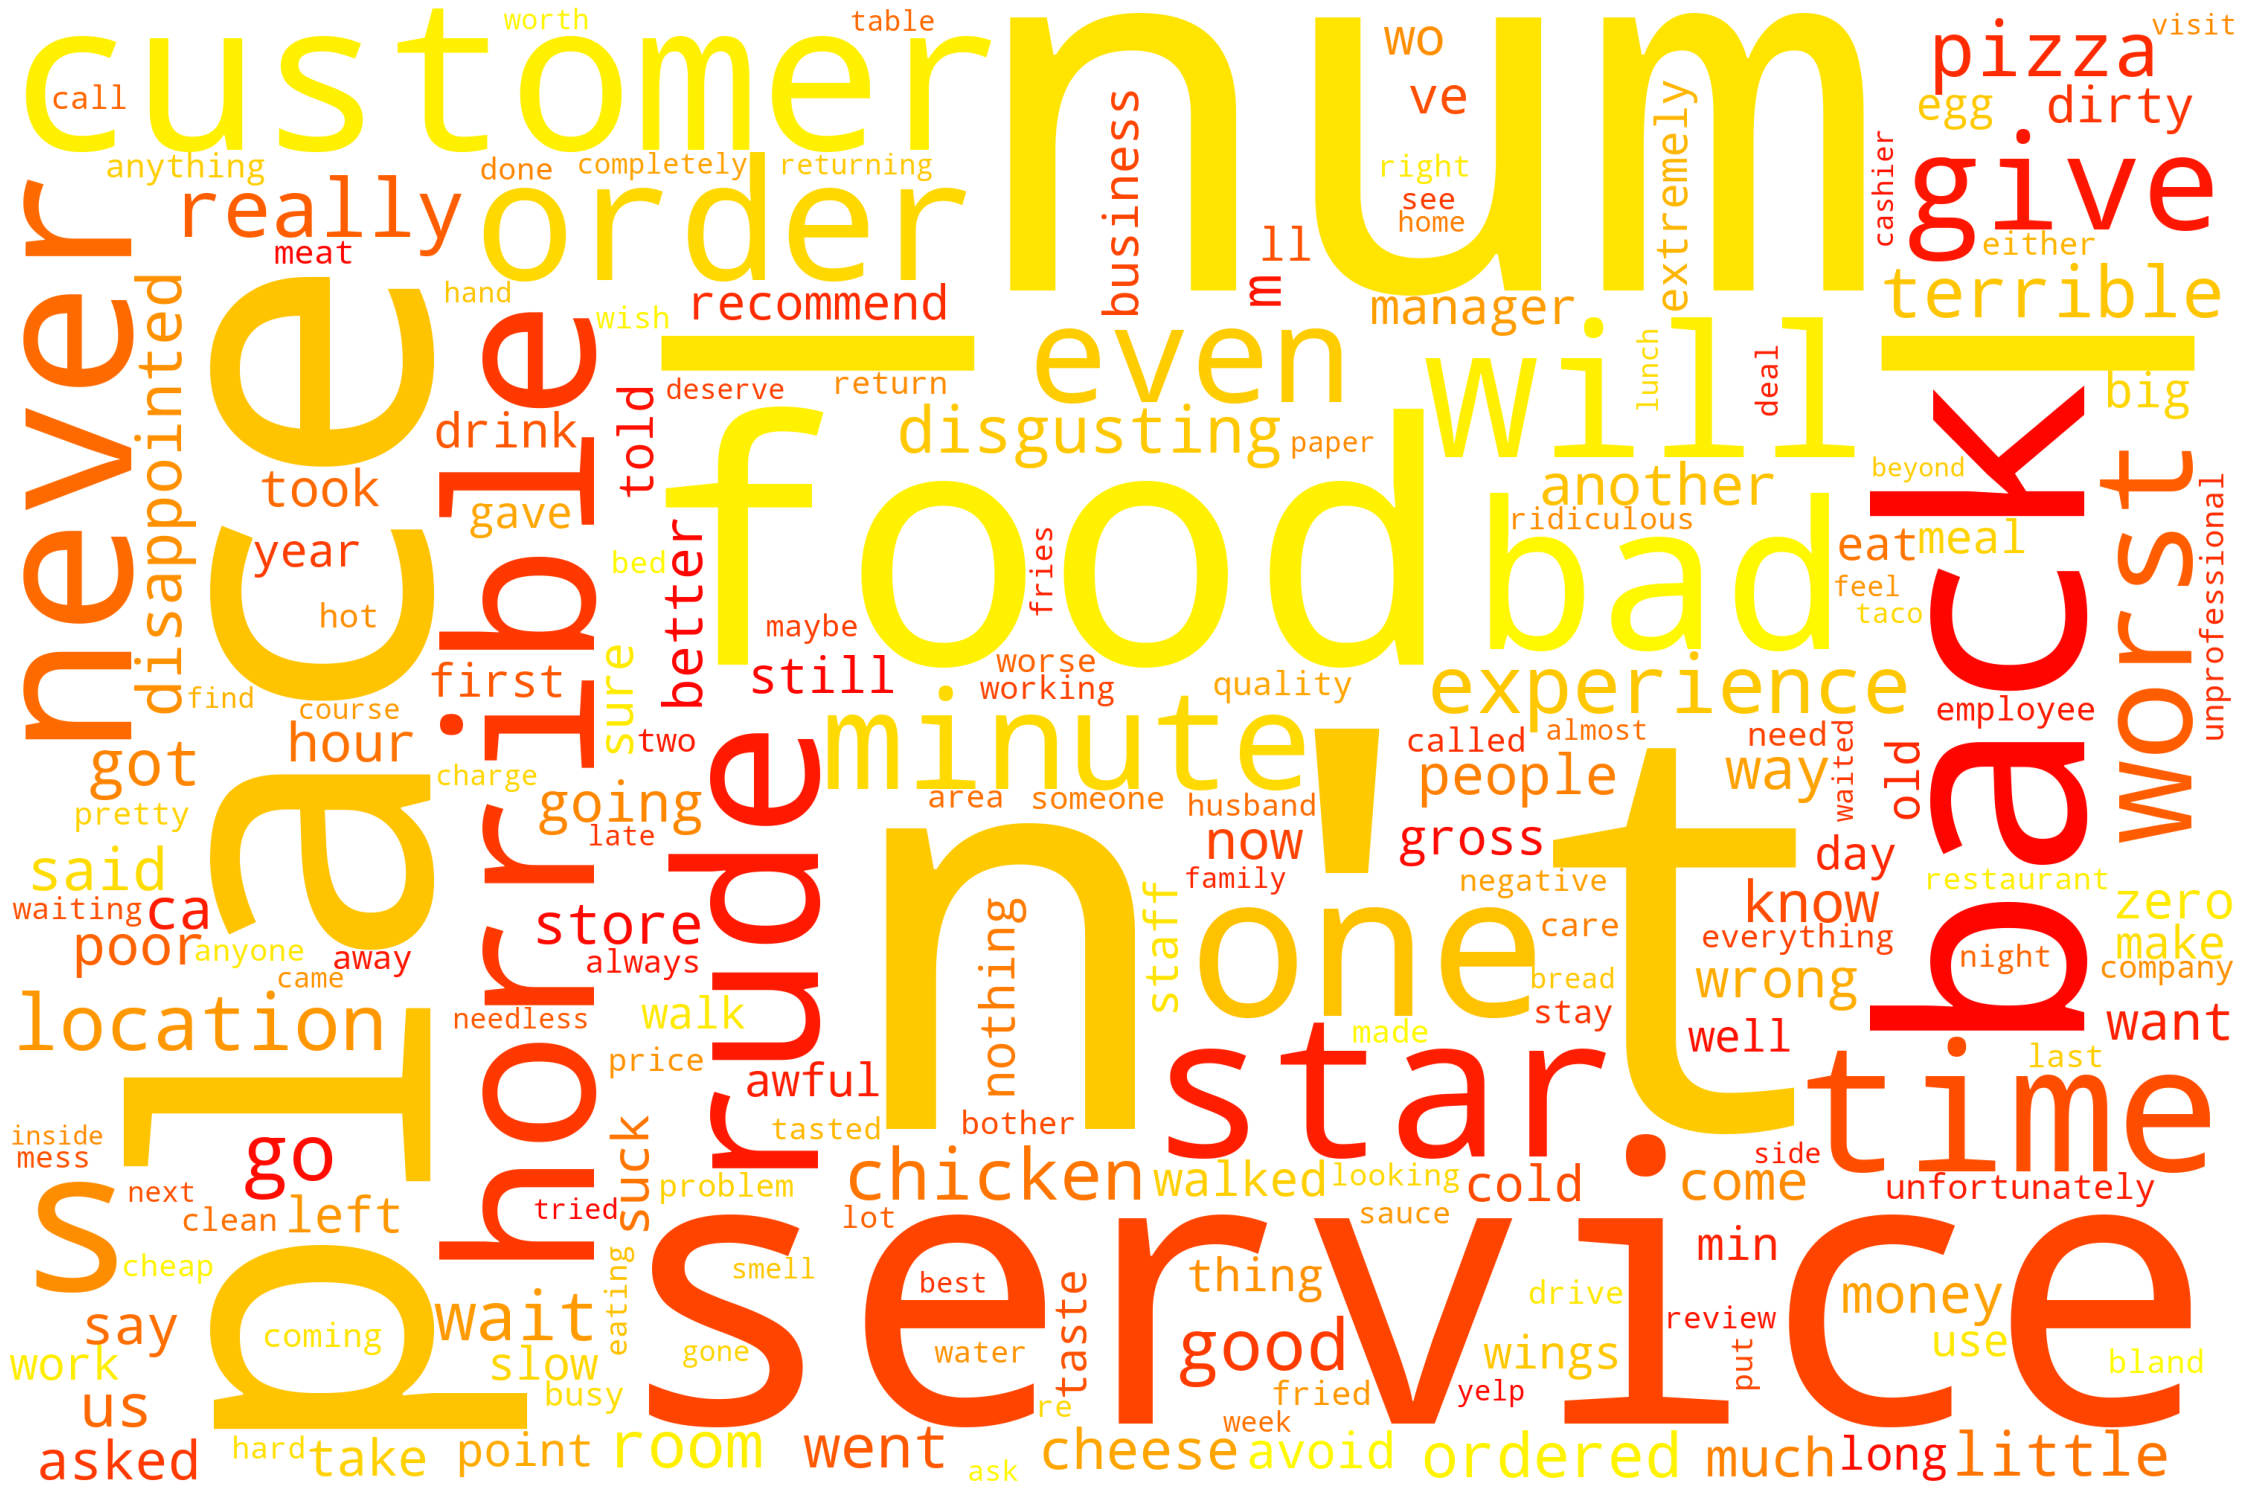 customer
worth
table
_num_
wo
ve
pizza
visit
call
egg
dirty
anything
done
completely
returning
business
right
see
home
extremely
cashier
give
never
really
order
meat
place
disappointed
hand
wish
recommend
m
ll
manager
either
terrible
horrible
even
will
lunch
deal
big
deserve
return
told
drink
disgusting
paper
food
bad
another
beyond
back
worst
took
gave
better
fries
ridiculous
eat
meal
unprofessional
year
bed
feel
taco
hot
maybe
sure
first
still
worse
working
quality
experience
find
course
minute
employee
got
hour
two
called
almost
need
way
waited
old
charge
going
rude
area
someone
husband
people
pretty
late
n't
now
gross
day
said
family
negative
restaurant
waiting
ca
store
nothing
staff
one
care
know
zero
poor
anyone
away
always
everything
make
came
bread
wrong
night
company
location
needless
walk
stay
star
made
well
want
price
awful
time
last
inside
mess
suck
tasted
bother
side
s
go
chicken
walked
looking
cold
come
unfortunately
next
tried
problem
clean
left
lot
sauce
service
min
cheap
eating
smell
best
taste
thing
drive
money
say
coming
wait
review
use
work
slow
gone
water
good
wings
put
bland
us
busy
re
fried
yelp
week
asked
hard
take
point
room
went
ask
cheese
avoid
ordered
much
long
little